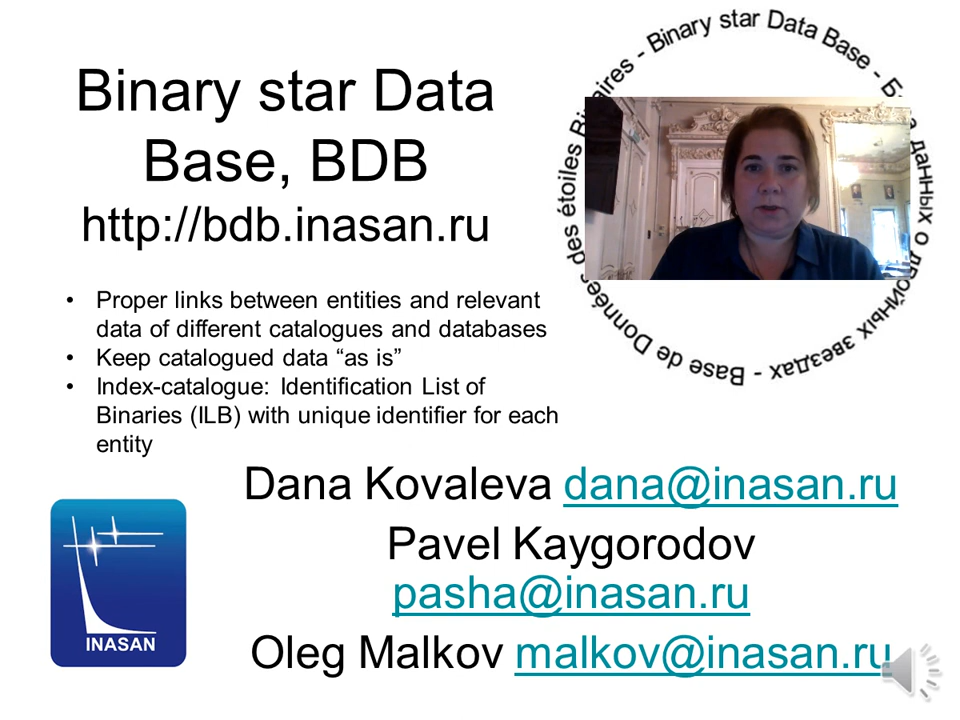 Binary star Data
Base, BDB
http://bdb.inasan.ru
• Proper links between entities and relevant
data of different catalogues and databases
• Keep catalogued data “as is”
• Index-catalogue: Identification List of
Binaries (ILB) with unique identifier for each
entity
des étoiles - Binary star Data Base - данных о двойных звездах - Base de Données
Dana Kovaleva dana@inasan.ru
Pavel Kaygorodov
pasha@inasan.ru
Oleg Malkov malkov@inasan.ru
INASAN